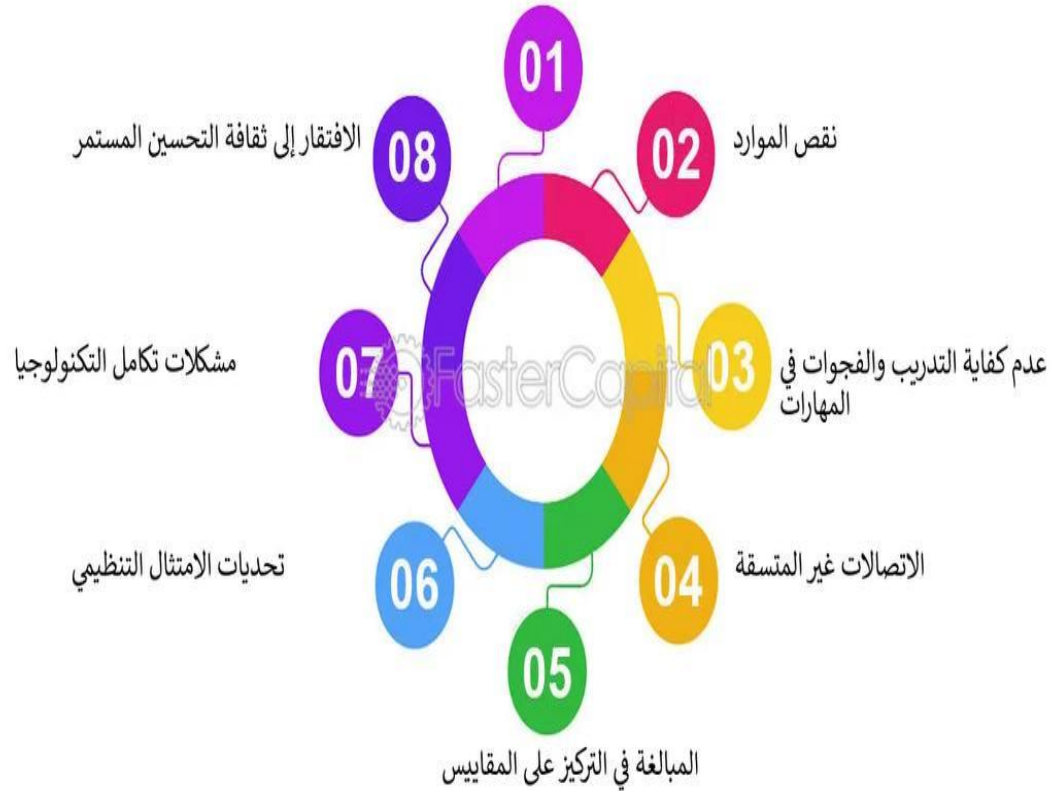 01
02
نقص الموارد
03
عدم كفاية التدريب والفجوات في
المهارات
04
الاتصالات غير المتسقة
05
المبالغة في التركيز على المقاييس
06
تحديات الامتثال التنظيمي
07
مشكلات تكامل التكنولوجيا
08
الافتقار إلى ثقافة التحسين المستمر
FasterCapital